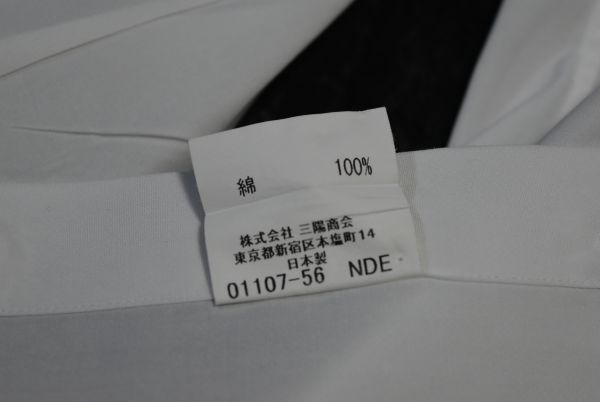 綿 100%
株式会社 三陽商会
東京都新宿区本塩町14
日本製
01107-56 NDE